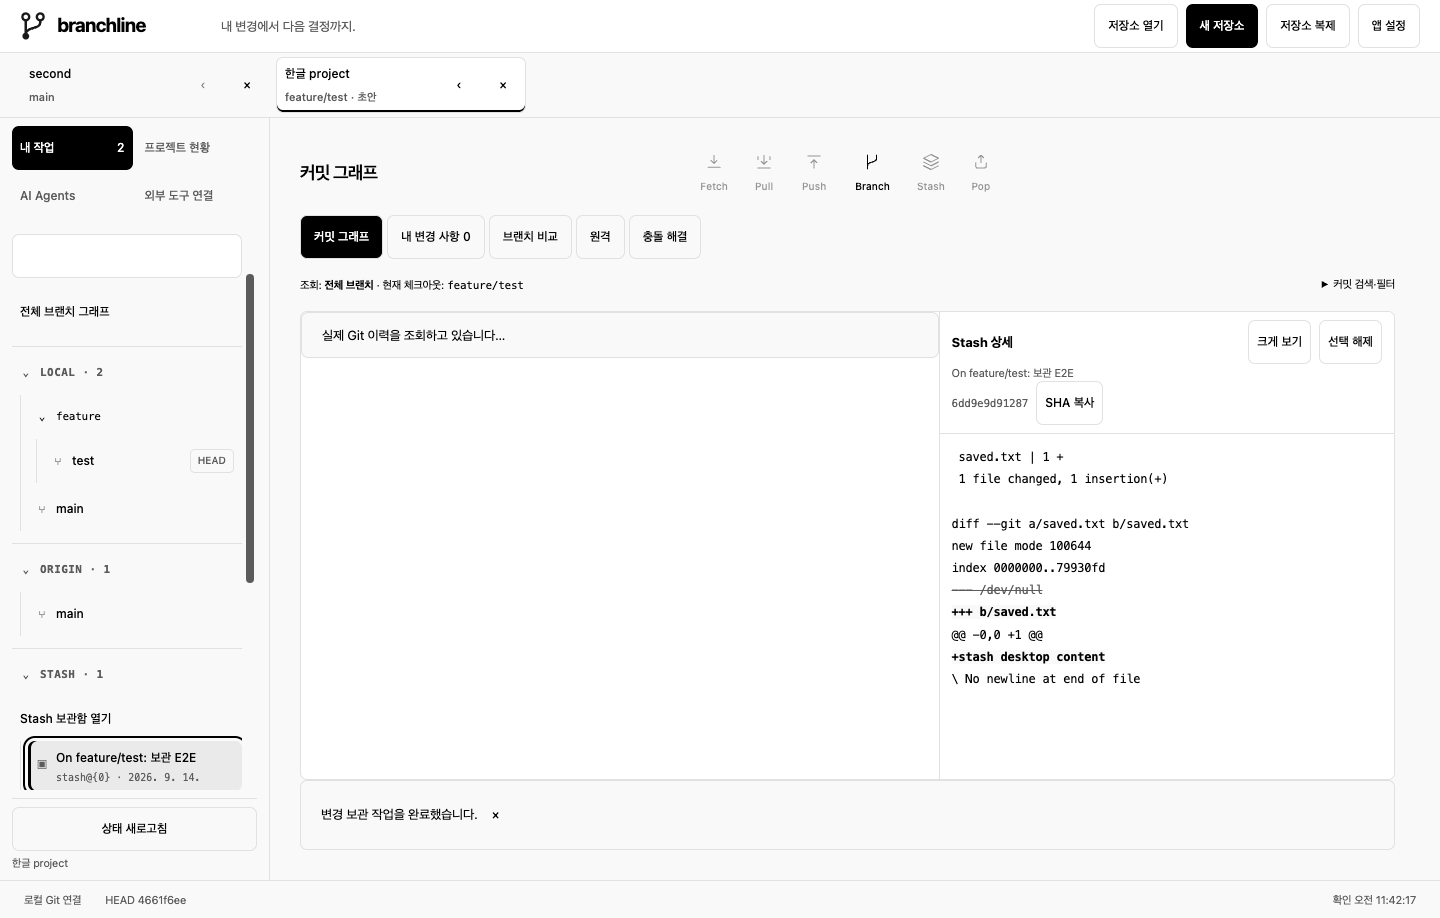 branchline
내 변경에서 다음 결정까지.
저장소 열기
새 저장소
저장소 복제
앱 설정
second
main
‹
×
한글 project
feature/test · 초안
‹
×
내 작업 2
프로젝트 현황
AI Agents
외부 도구 연결
전체 브랜치 그래프
LOCAL · 2
feature
test
HEAD
main
ORIGIN · 1
main
STASH · 1
Stash 보관함 열기
On feature/test: 보관 E2E
stash@{0} · 2026. 9. 14.
상태 새로고침
한글 project
커밋 그래프
Fetch
Pull
Push
Branch
Stash
Pop
커밋 그래프
내 변경 사항 0
브랜치 비교
원격
충돌 해결
조회: 전체 브랜치 · 현재 체크아웃: feature/test
▶ 커밋 검색·필터
실제 Git 이력을 조회하고 있습니다…
Stash 상세
크게 보기
선택 해제
On feature/test: 보관 E2E
6dd9e9d91287
SHA 복사
saved.txt | 1 +
1 file changed, 1 insertion(+)
diff --git a/saved.txt b/saved.txt
new file mode 100644
index 0000000..79930fd
--- /dev/null
+++ b/saved.txt
@@ -0,0 +1 @@
+stash desktop content
\ No newline at end of file
변경 보관 작업을 완료했습니다. ×
로컬 Git 연결
HEAD 4661f6ee
확인 오전 11:42:17